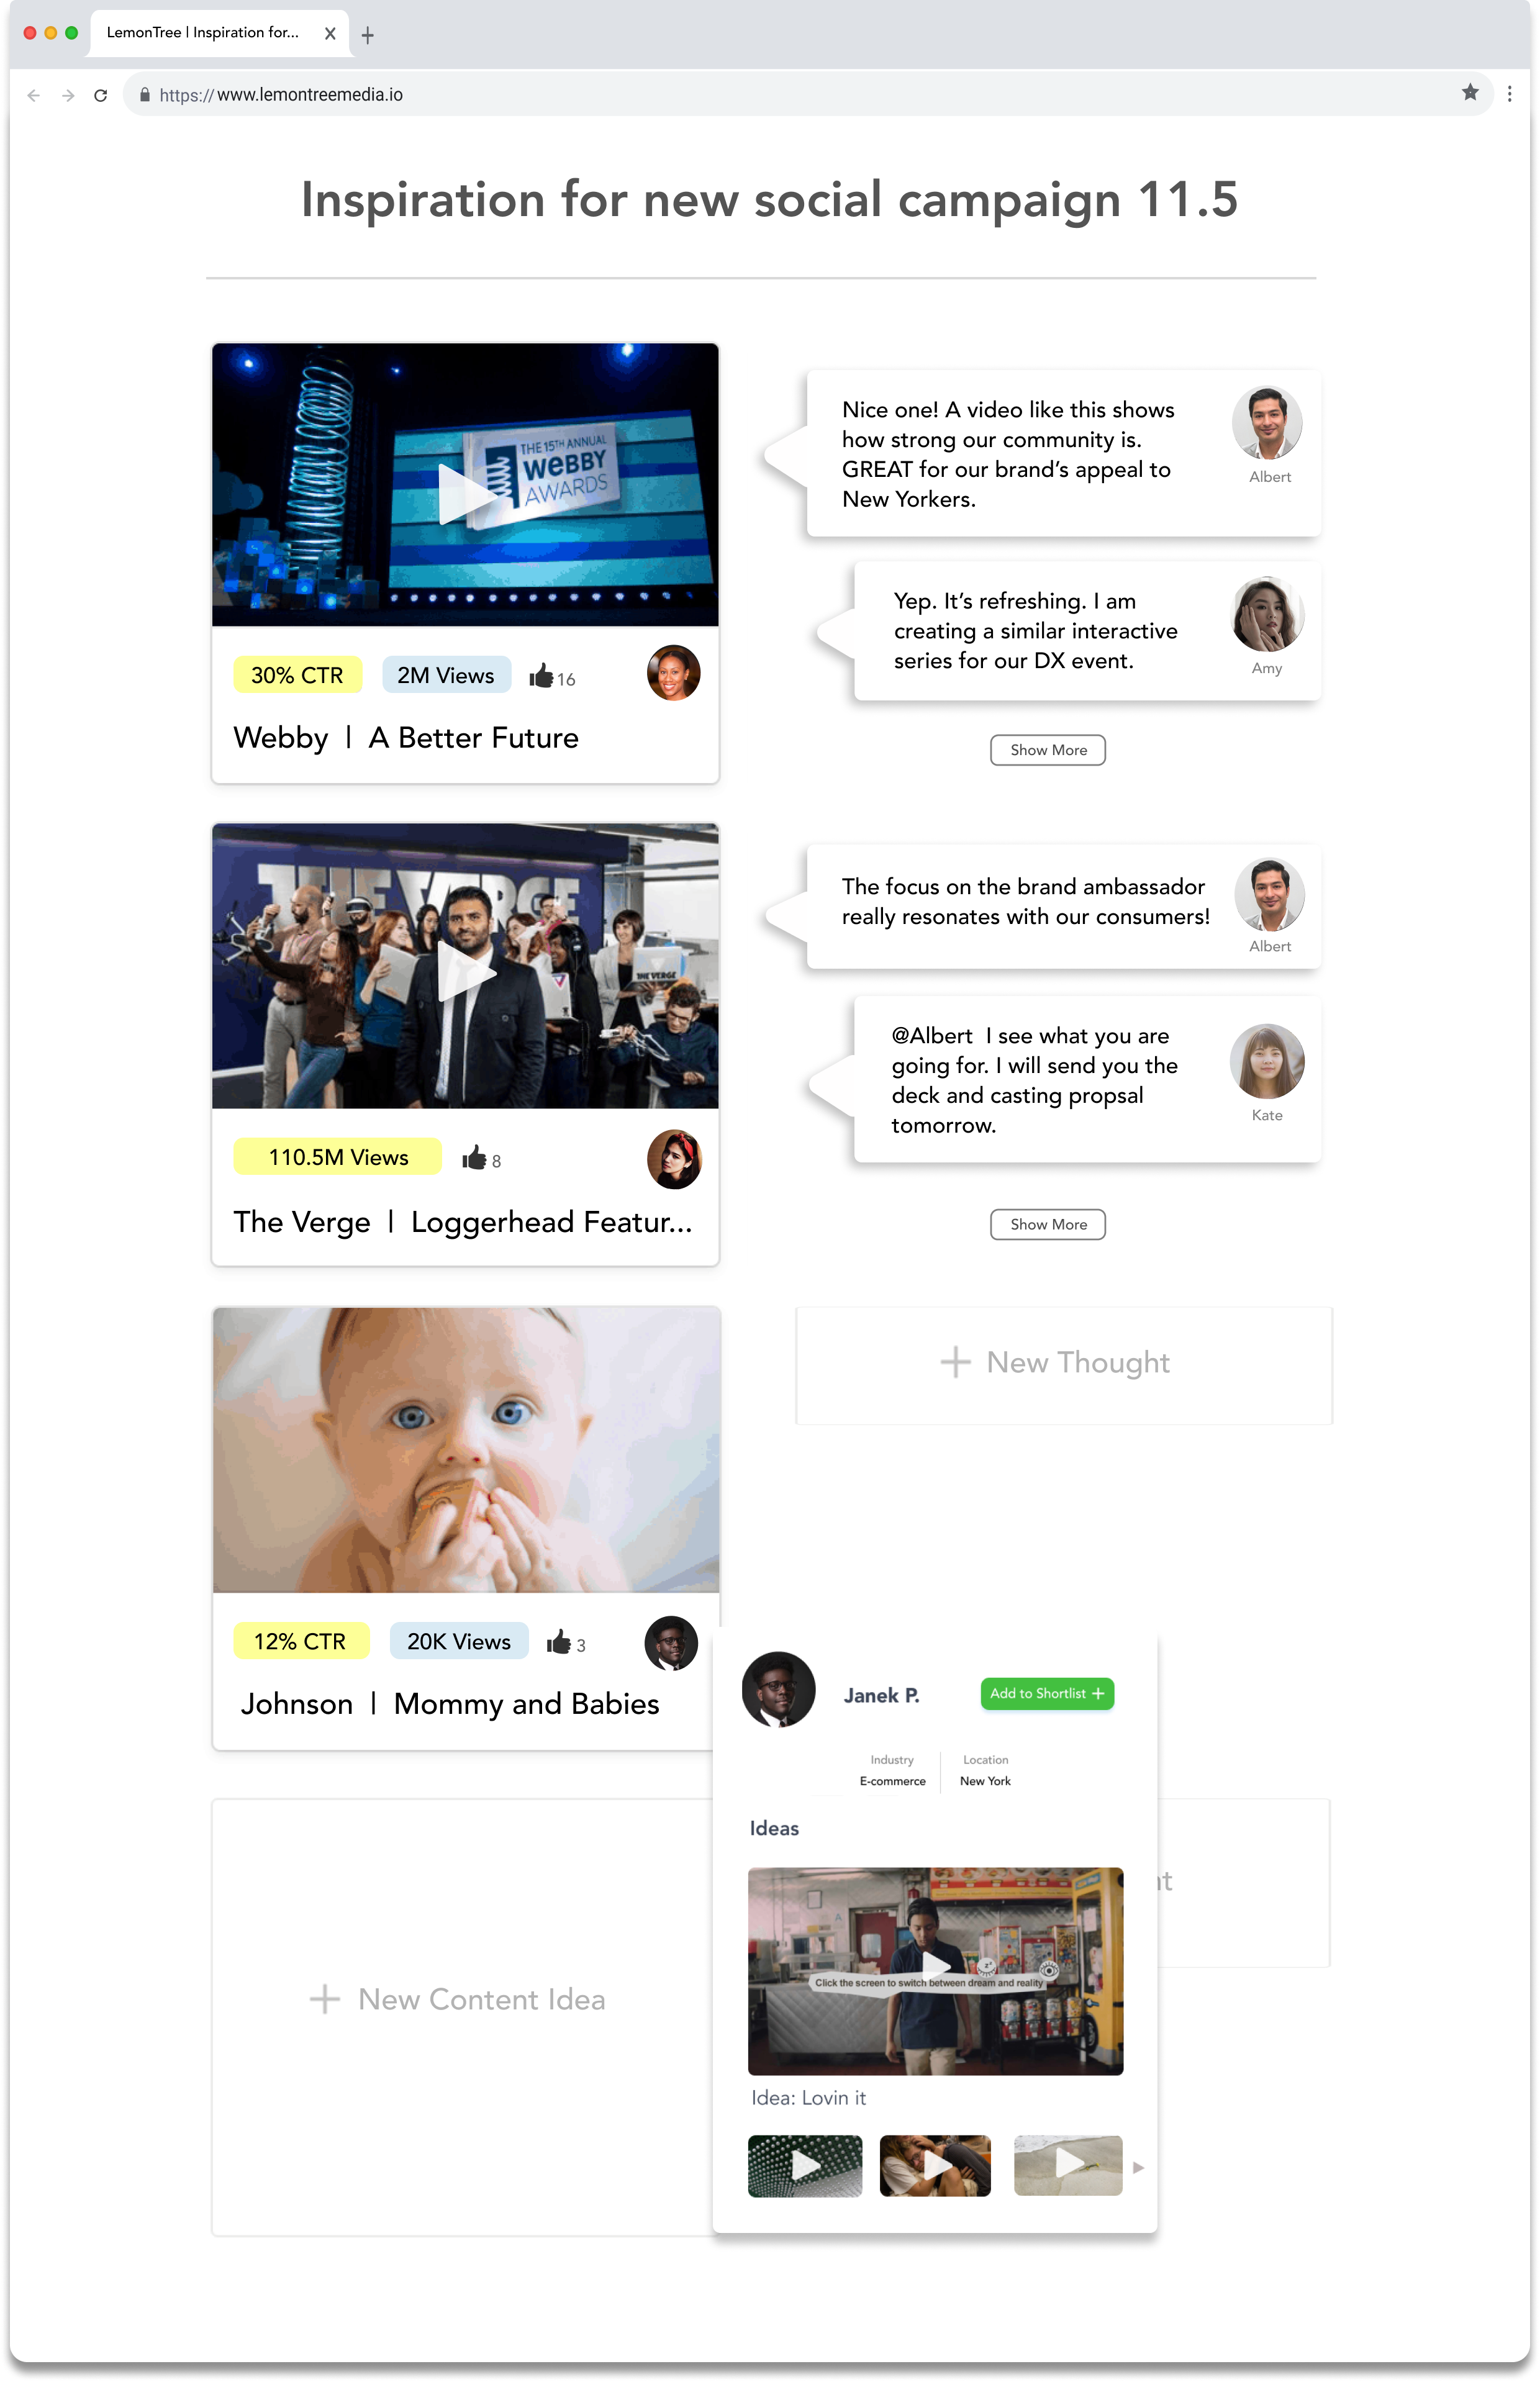 LemonTree | Inspiration for...
https://www.lemontreemedia.io
Inspiration for new social campaign 11.5
THE 15TH ANNUAL
WEBBY
AWARDS
30% CTR
2M Views
16
Webby | A Better Future
Nice one! A video like this shows
how strong our community is.
GREAT for our brand’s appeal to
New Yorkers.
Albert
Yep. It’s refreshing. I am
creating a similar interactive
series for our DX event.
Amy
Show More
THE VERGE
THE VERGE
110.5M Views
8
The Verge | Loggerhead Featur...
The focus on the brand ambassador
really resonates with our consumers!
Albert
@Albert I see what you are
going for. I will send you the
deck and casting propsal
tomorrow.
Kate
Show More
12% CTR
20K Views
3
Johnson | Mommy and Babies
+ New Thought
Janek P.
Add to Shortlist +
Industry
E-commerce
Location
New York
Ideas
Click the screen to switch between dream and reality
Idea: Lovin it
+ New Content Idea